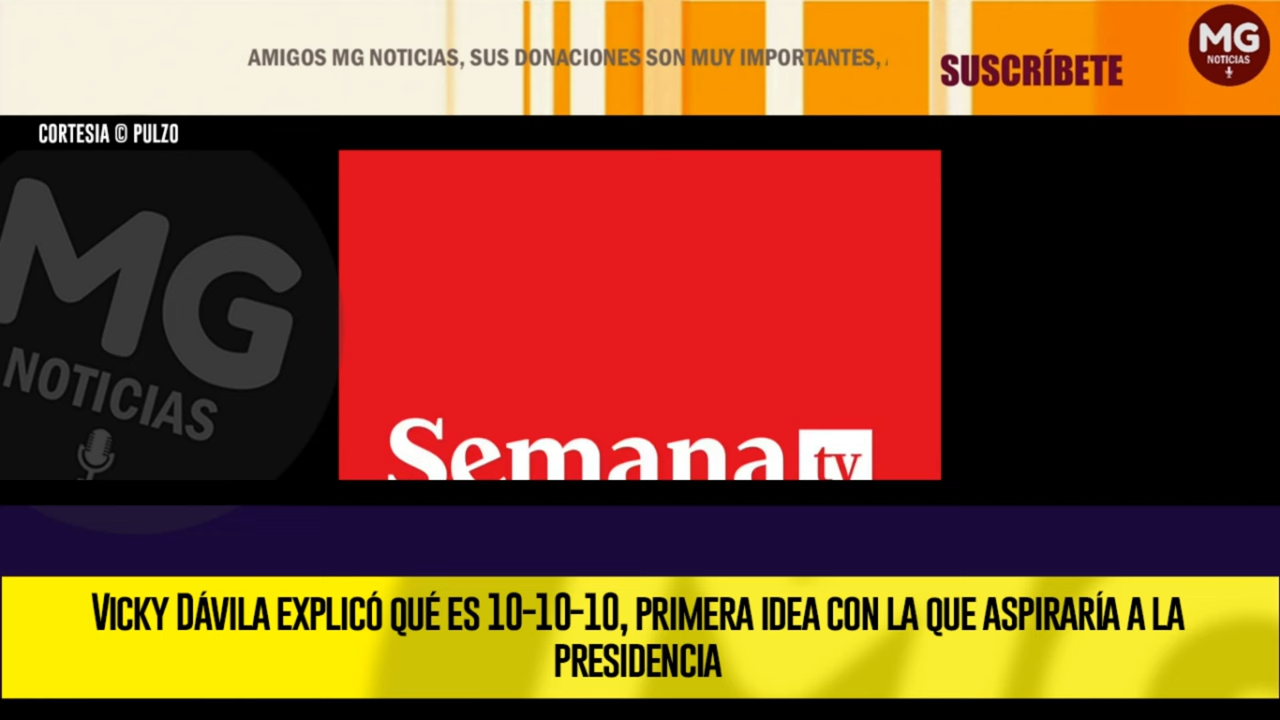 AMIGOS MG NOTICIAS, SUS DONACIONES SON MUY IMPORTANTES,
SUSCRÍBETE
MG
NOTICIAS
CORTESIA © PULZO
MG
NOTICIAS
Semana tv
VICKY DÁVILA EXPLICÓ QUÉ ES 10-10-10, PRIMERA IDEA CON LA QUE ASPIRARÍA A LA
PRESIDENCIA